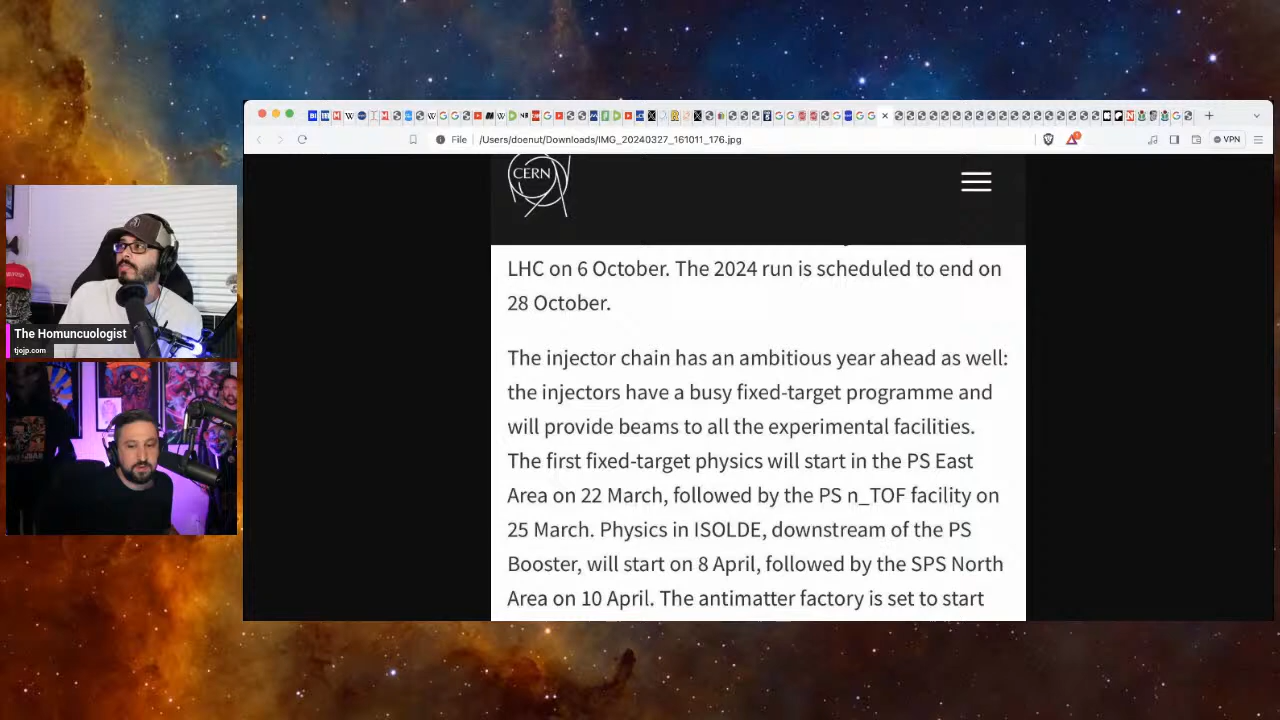 File
/Users/doenut/Downloads/IMG_20240327_161011_176.jpg
VPN
CERN
LHC on 6 October. The 2024 run is scheduled to end on
28 October.
The injector chain has an ambitious year ahead as well:
the injectors have a busy fixed-target programme and
will provide beams to all the experimental facilities.
The first fixed-target physics will start in the PS East
Area on 22 March, followed by the PS n_TOF facility on
25 March. Physics in ISOLDE, downstream of the PS
Booster, will start on 8 April, followed by the SPS North
Area on 10 April. The antimatter factory is set to start
The Homuncuologist
tjojp.com